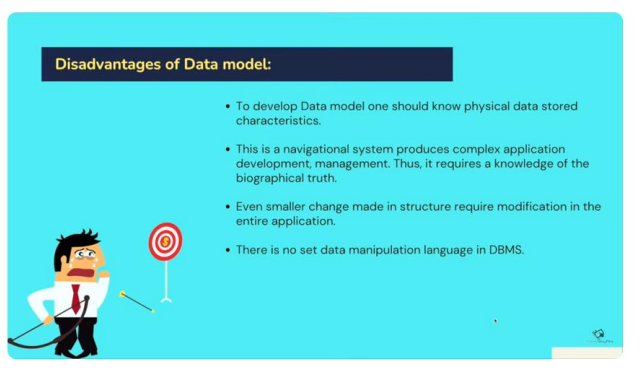 Disadvantages of Data model:
• To develop Data model one should know physical data stored
characteristics.
• This is a navigational system produces complex application
development, management. Thus, it requires a knowledge of the
biographical truth.
• Even smaller change made in structure require modification in the
entire application.
• There is no set data manipulation language in DBMS.